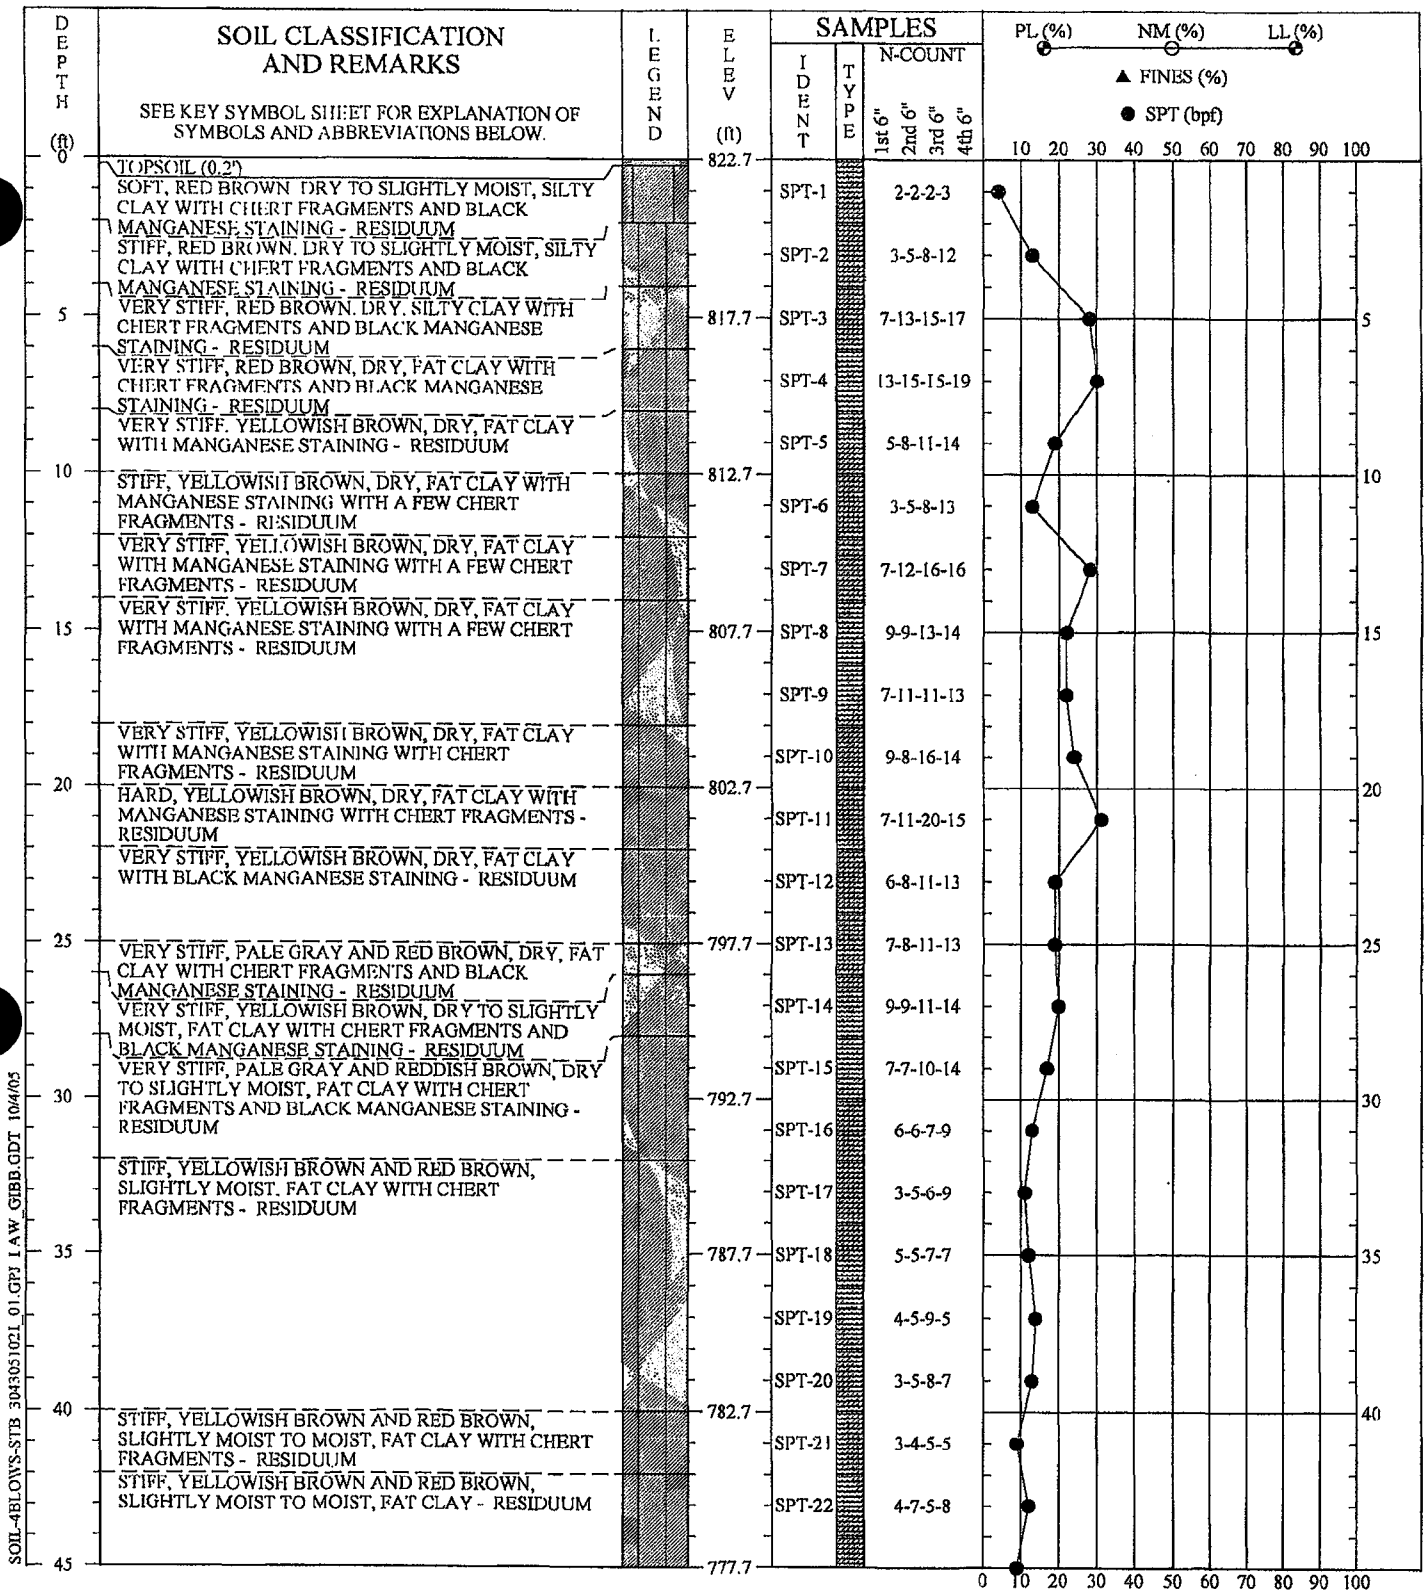 DEPTH
(ft)
SOIL CLASSIFICATION
AND REMARKS
SEE KEY SYMBOL SHEET FOR EXPLANATION OF
SYMBOLS AND ABBREVIATIONS BELOW.
LEGEND
ELEV
(ft)
SAMPLES
IDENT
TYPE
N-COUNT
1st 6"
2nd 6"
3rd 6"
4th 6"
PL (%) NM (%) LL (%)
▲ FINES (%)
● SPT (bpf)
10 20 30 40 50 60 70 80 90 100
0 822.7
TOPSOIL (0.2')
SOFT, RED BROWN DRY TO SLIGHTLY MOIST, SILTY
CLAY WITH CHERT FRAGMENTS AND BLACK
MANGANESE STAINING - RESIDUUM
SPT-1 2-2-2-3
STIFF, RED BROWN, DRY TO SLIGHTLY MOIST, SILTY
CLAY WITH CHERT FRAGMENTS AND BLACK
MANGANESE STAINING - RESIDUUM
SPT-2 3-5-8-12
VERY STIFF, RED BROWN, DRY, SILTY CLAY WITH
CHERT FRAGMENTS AND BLACK MANGANESE
STAINING - RESIDUUM
5 817.7 SPT-3 7-13-15-17 5
VERY STIFF, RED BROWN, DRY, FAT CLAY WITH
CHERT FRAGMENTS AND BLACK MANGANESE
STAINING - RESIDUUM
SPT-4 13-15-15-19
VERY STIFF, YELLOWISH BROWN, DRY, FAT CLAY
WITH MANGANESE STAINING - RESIDUUM
SPT-5 5-8-11-14
10 812.7 10
STIFF, YELLOWISH BROWN, DRY, FAT CLAY WITH
MANGANESE STAINING WITH A FEW CHERT
FRAGMENTS - RESIDUUM
SPT-6 3-5-8-13
VERY STIFF, YELLOWISH BROWN, DRY, FAT CLAY
WITH MANGANESE STAINING WITH A FEW CHERT
FRAGMENTS - RESIDUUM
SPT-7 7-12-16-16
VERY STIFF, YELLOWISH BROWN, DRY, FAT CLAY
WITH MANGANESE STAINING WITH A FEW CHERT
FRAGMENTS - RESIDUUM
15 807.7 SPT-8 9-9-13-14 15
SPT-9 7-11-11-13
VERY STIFF, YELLOWISH BROWN, DRY, FAT CLAY
WITH MANGANESE STAINING WITH CHERT
FRAGMENTS - RESIDUUM
SPT-10 9-8-16-14
20 802.7 20
HARD, YELLOWISH BROWN, DRY, FAT CLAY WITH
MANGANESE STAINING WITH CHERT FRAGMENTS -
RESIDUUM
SPT-11 7-11-20-15
VERY STIFF, YELLOWISH BROWN, DRY, FAT CLAY
WITH BLACK MANGANESE STAINING - RESIDUUM
SPT-12 6-8-11-13
25 797.7 SPT-13 7-8-11-13 25
VERY STIFF, PALE GRAY AND RED BROWN, DRY, FAT
CLAY WITH CHERT FRAGMENTS AND BLACK
MANGANESE STAINING - RESIDUUM
VERY STIFF, YELLOWISH BROWN, DRY TO SLIGHTLY
MOIST, FAT CLAY WITH CHERT FRAGMENTS AND
BLACK MANGANESE STAINING - RESIDUUM
SPT-14 9-9-11-14
VERY STIFF, PALE GRAY AND REDDISH BROWN, DRY
TO SLIGHTLY MOIST, FAT CLAY WITH CHERT
FRAGMENTS AND BLACK MANGANESE STAINING -
RESIDUUM
SPT-15 7-7-10-14
30 792.7 30
SPT-16 6-6-7-9
STIFF, YELLOWISH BROWN AND RED BROWN,
SLIGHTLY MOIST, FAT CLAY WITH CHERT
FRAGMENTS - RESIDUUM
SPT-17 3-5-6-9
35 787.7 SPT-18 5-5-7-7 35
SPT-19 4-5-9-5
SPT-20 3-5-8-7
40 782.7 40
STIFF, YELLOWISH BROWN AND RED BROWN,
SLIGHTLY MOIST TO MOIST, FAT CLAY WITH CHERT
FRAGMENTS - RESIDUUM
SPT-21 3-4-5-5
STIFF, YELLOWISH BROWN AND RED BROWN,
SLIGHTLY MOIST TO MOIST, FAT CLAY - RESIDUUM
SPT-22 4-7-5-8
45 777.7
0 10 20 30 40 50 60 70 80 90 100
SOIL-4BLOWS-STB 3043051021_01.GPJ LAW_GIBB.GDT 10/4/05